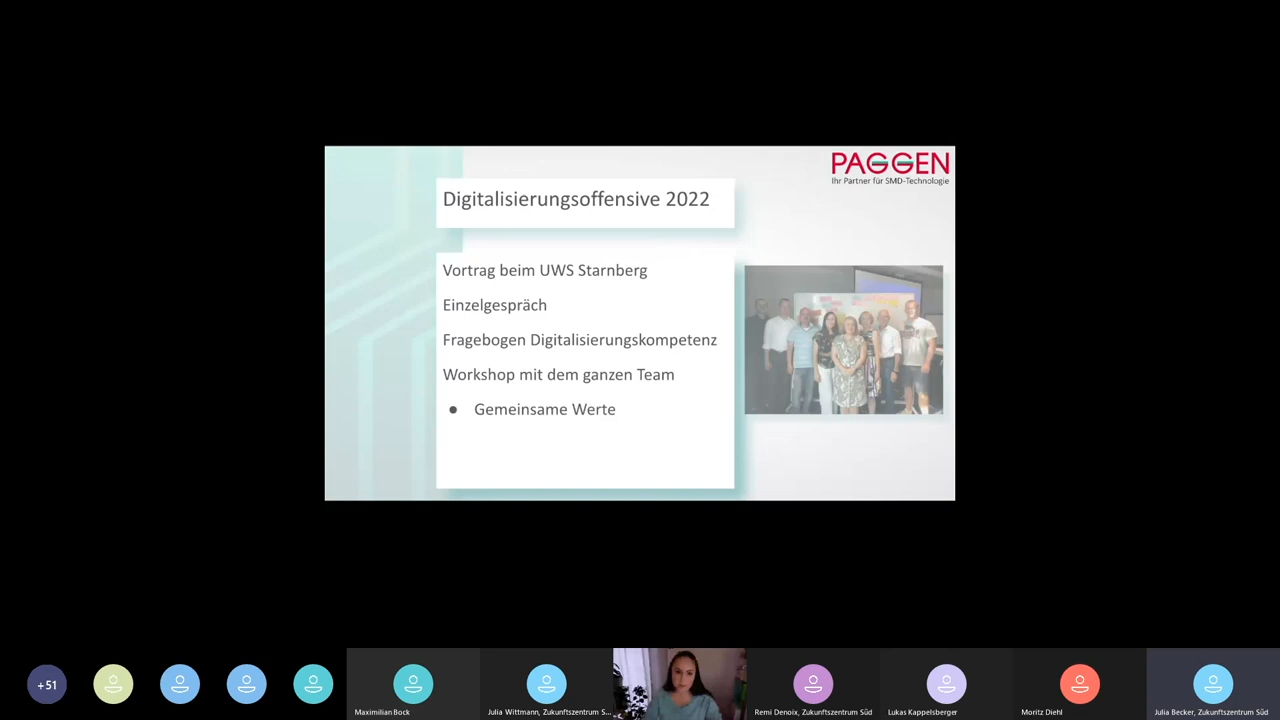 PAGGEN
Ihr Partner für SMD-Technologie
Digitalisierungsoffensive 2022
Vortrag beim UWS Starnberg
Einzelgespräch
Fragebogen Digitalisierungskompetenz
Workshop mit dem ganzen Team
● Gemeinsame Werte
+51
Maximilian Bock
Julia Wittmann, Zukunftszentrum S...
Remi Denoix, Zukunftszentrum Süd
Lukas Kappelsberger
Moritz Diehl
Julia Becker, Zukunftszentrum Süd